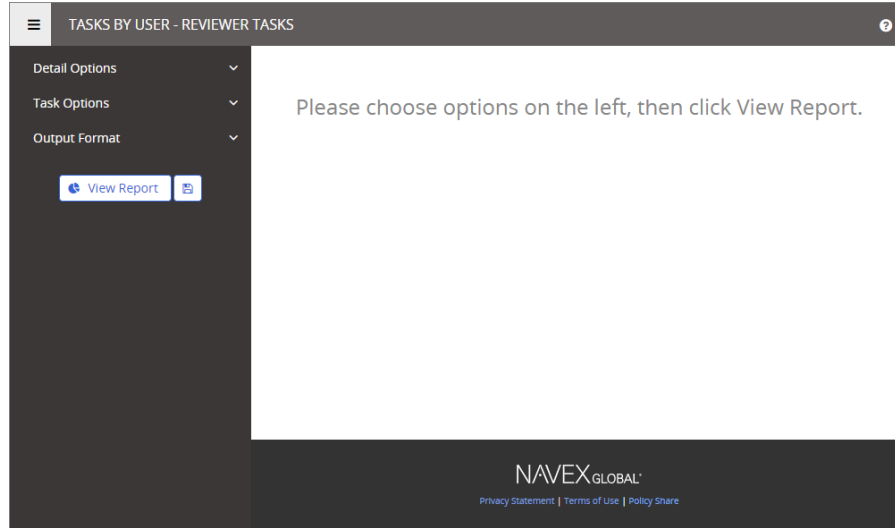 TASKS BY USER - REVIEWER TASKS
Detail Options
Task Options
Output Format
View Report
Please choose options on the left, then click View Report.
NAVEX GLOBAL
Privacy Statement | Terms of Use | Policy Share